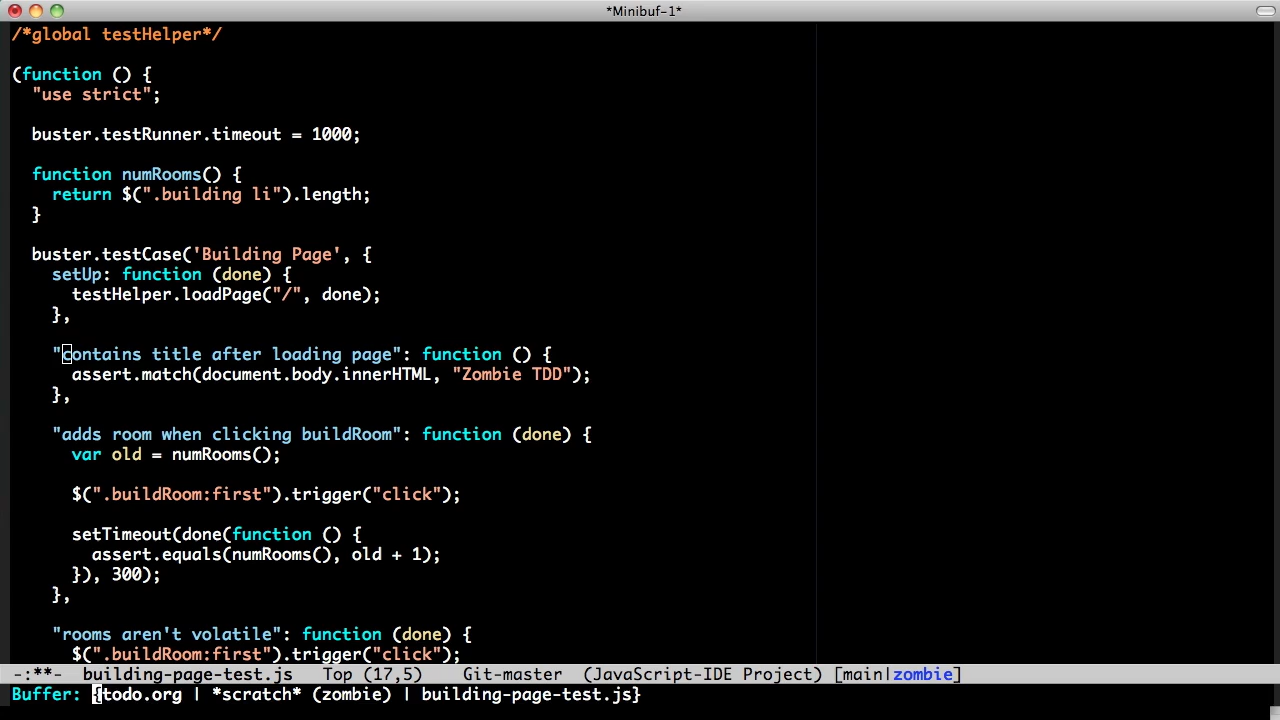 *Minibuf-1*
/*global testHelper*/
(function () {
"use strict";
buster.testRunner.timeout = 1000;
function numRooms() {
return $(".building li").length;
}
buster.testCase('Building Page', {
setUp: function (done) {
testHelper.loadPage("/", done);
},
"contains title after loading page": function () {
assert.match(document.body.innerHTML, "Zombie TDD");
},
"adds room when clicking buildRoom": function (done) {
var old = numRooms();
$(".buildRoom:first").trigger("click");
setTimeout(done(function () {
assert.equals(numRooms(), old + 1);
}), 300);
},
"rooms aren't volatile": function (done) {
$(".buildRoom:first").trigger("click");
-:**-  building-page-test.js   Top (17,5)    Git-master  (JavaScript-IDE Project) [main|zombie]
Buffer: {todo.org | *scratch* (zombie) | building-page-test.js}